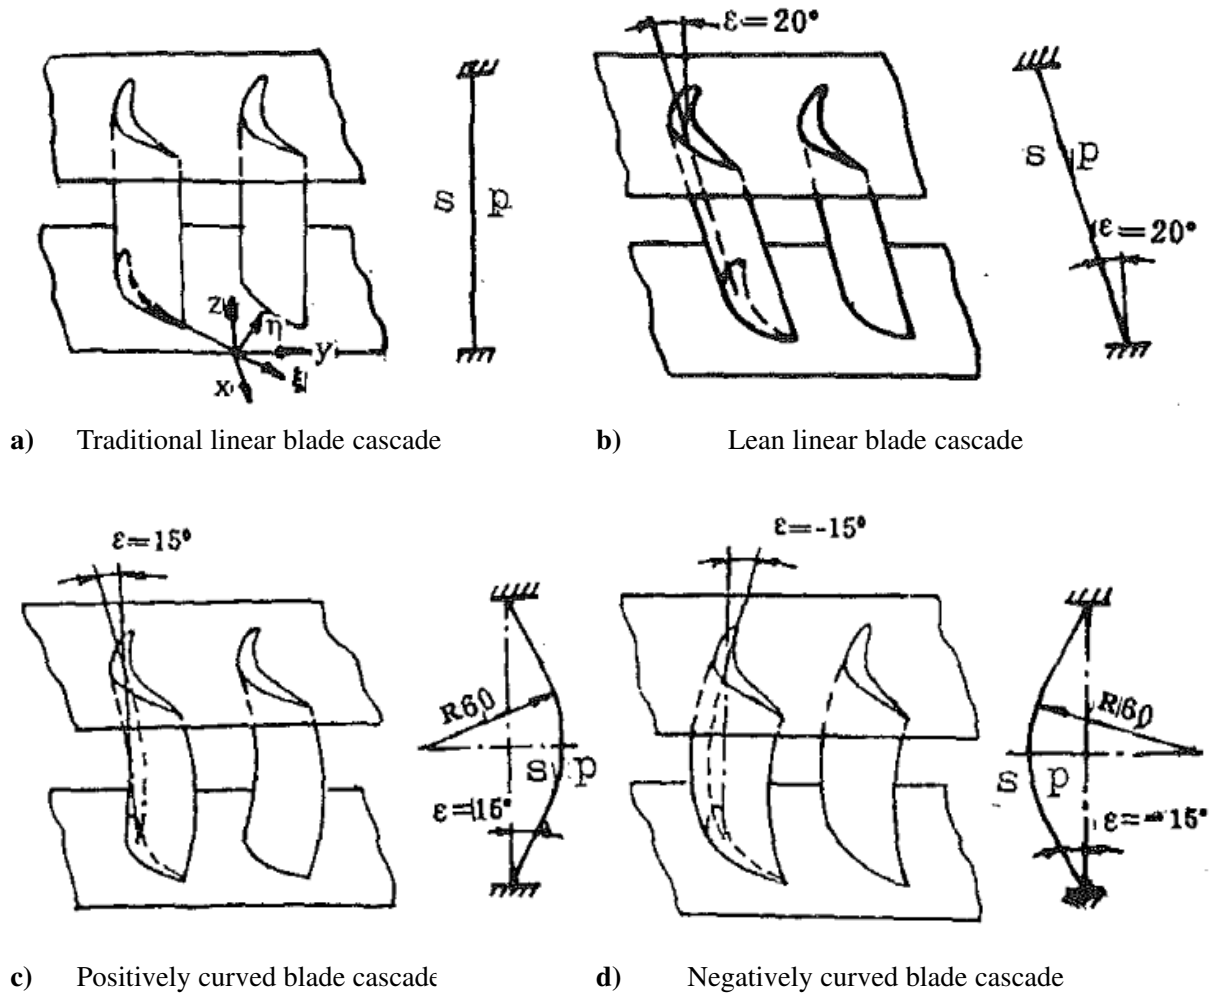 ε=20°
s p
ε=20°
s p
z
η
y
ξ
x
a) Traditional linear blade cascade
b) Lean linear blade cascade
ε=15°
ε=-15°
R60
R60
s p
s p
ε=15°
ε=-15°
c) Positively curved blade cascade
d) Negatively curved blade cascade